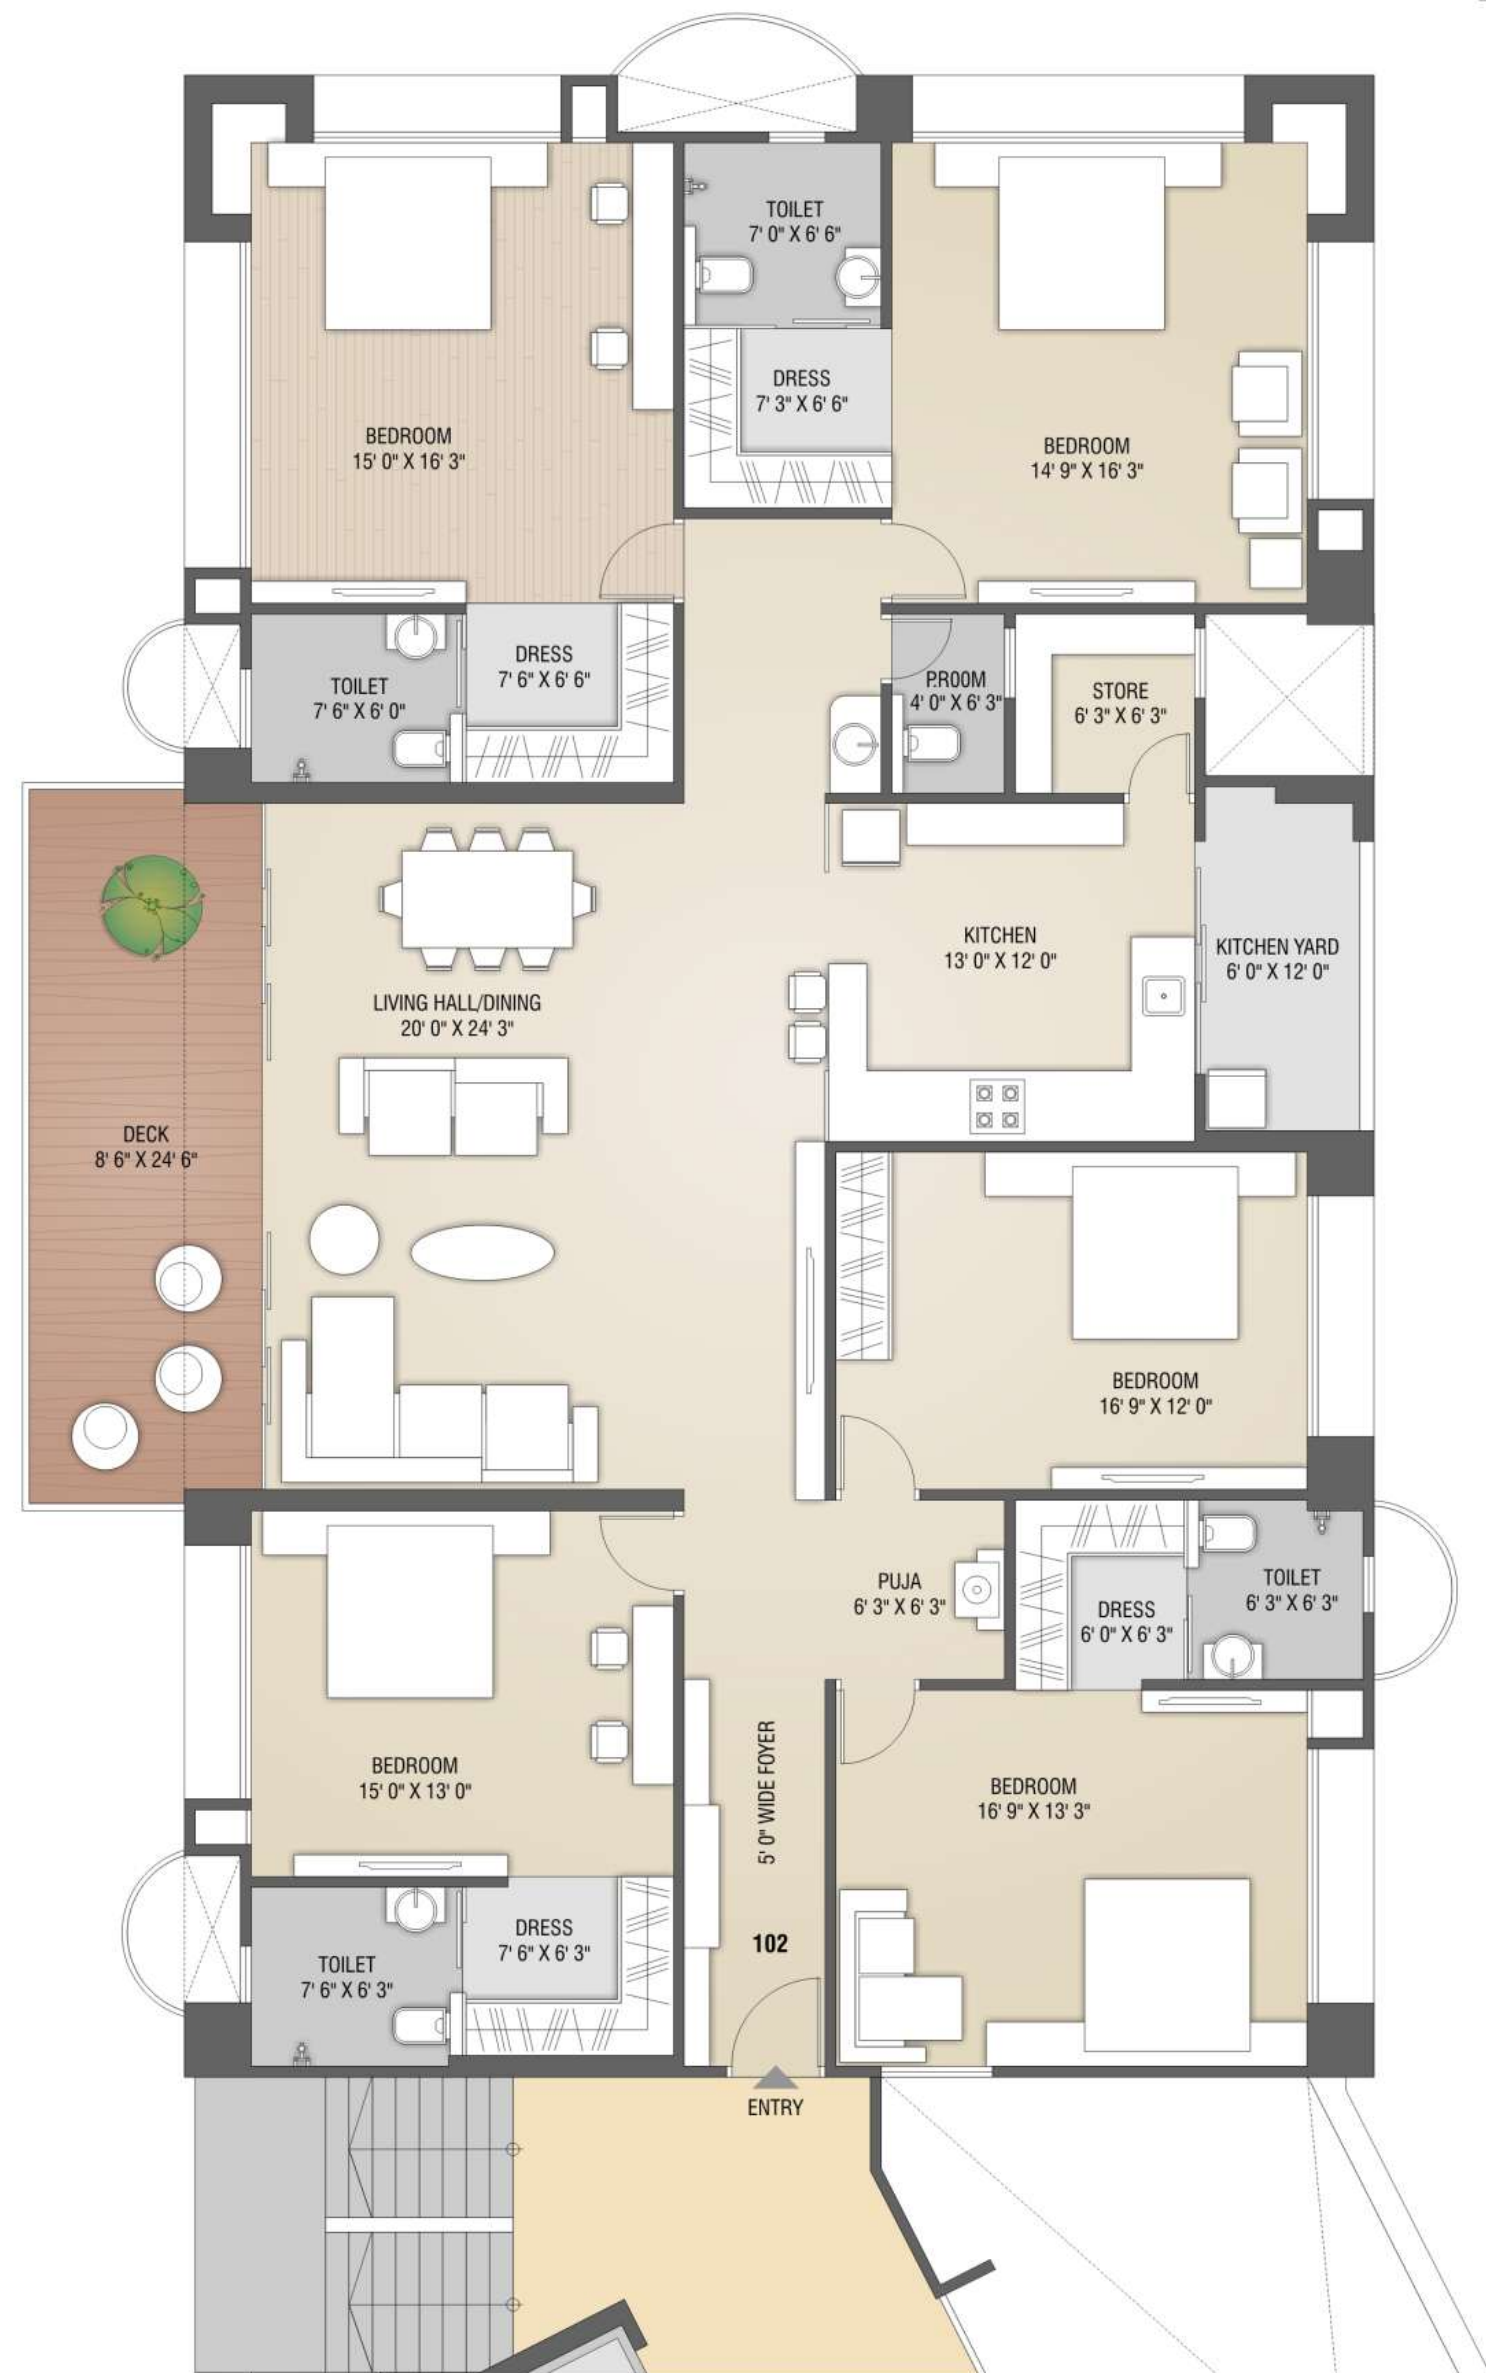 TOILET
7' 0" X 6' 6"
DRESS
7' 3" X 6' 6"
BEDROOM
15' 0" X 16' 3"
BEDROOM
14' 9" X 16' 3"
DRESS
7' 6" X 6' 6"
TOILET
7' 6" X 6' 0"
P.ROOM
4' 0" X 6' 3"
STORE
6' 3" X 6' 3"
KITCHEN
13' 0" X 12' 0"
KITCHEN YARD
6' 0" X 12' 0"
LIVING HALL/DINING
20' 0" X 24' 3"
DECK
8' 6" X 24' 6"
BEDROOM
16' 9" X 12' 0"
PUJA
6' 3" X 6' 3"
DRESS
6' 0" X 6' 3"
TOILET
6' 3" X 6' 3"
BEDROOM
15' 0" X 13' 0"
5' 0" WIDE FOYER
BEDROOM
16' 9" X 13' 3"
DRESS
7' 6" X 6' 3"
TOILET
7' 6" X 6' 3"
102
ENTRY